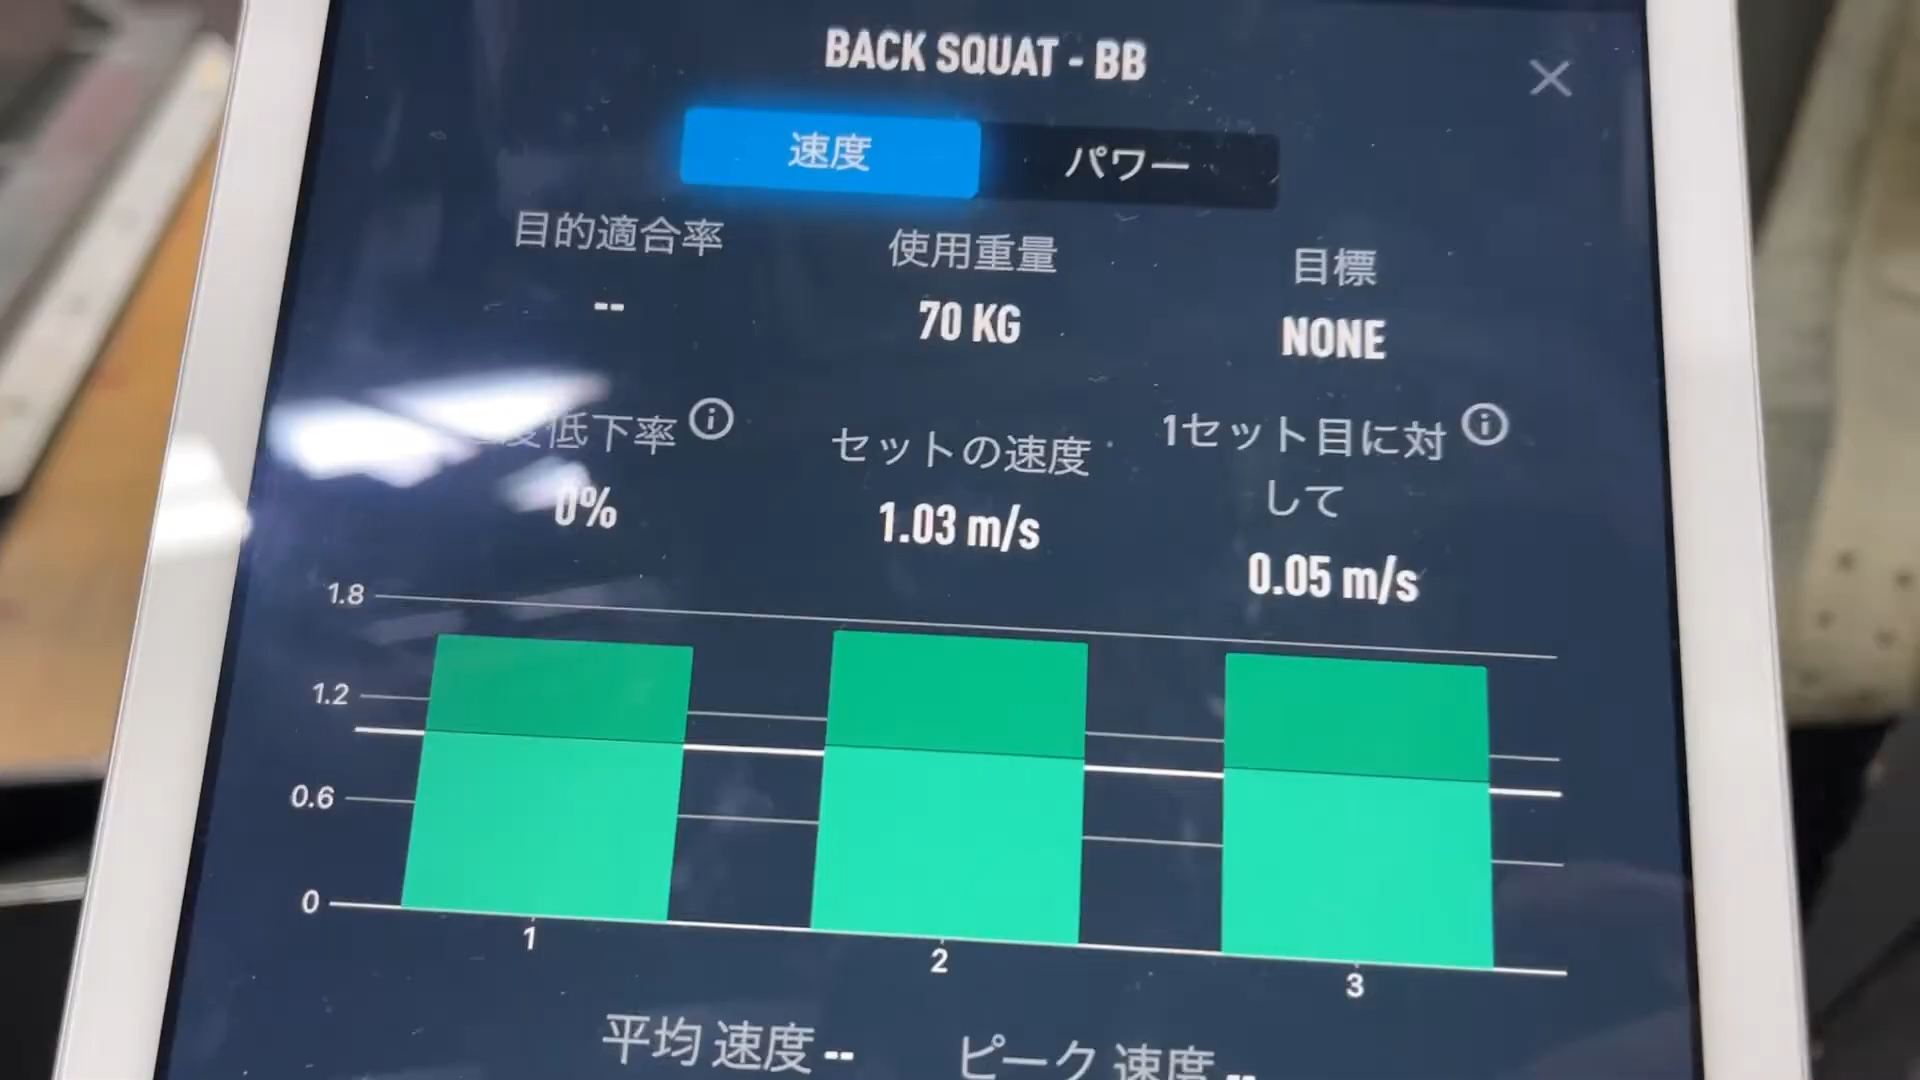 BACK SQUAT - BB
速度 パワー
目的適合率 使用重量 目標
-- 70 KG NONE
度低下率 セットの速度 1セット目に対
して
0% 1.03 m/s 0.05 m/s
1.8
1.2
0.6
0
1 2 3
平均 速度 -- ピーク 速度 --